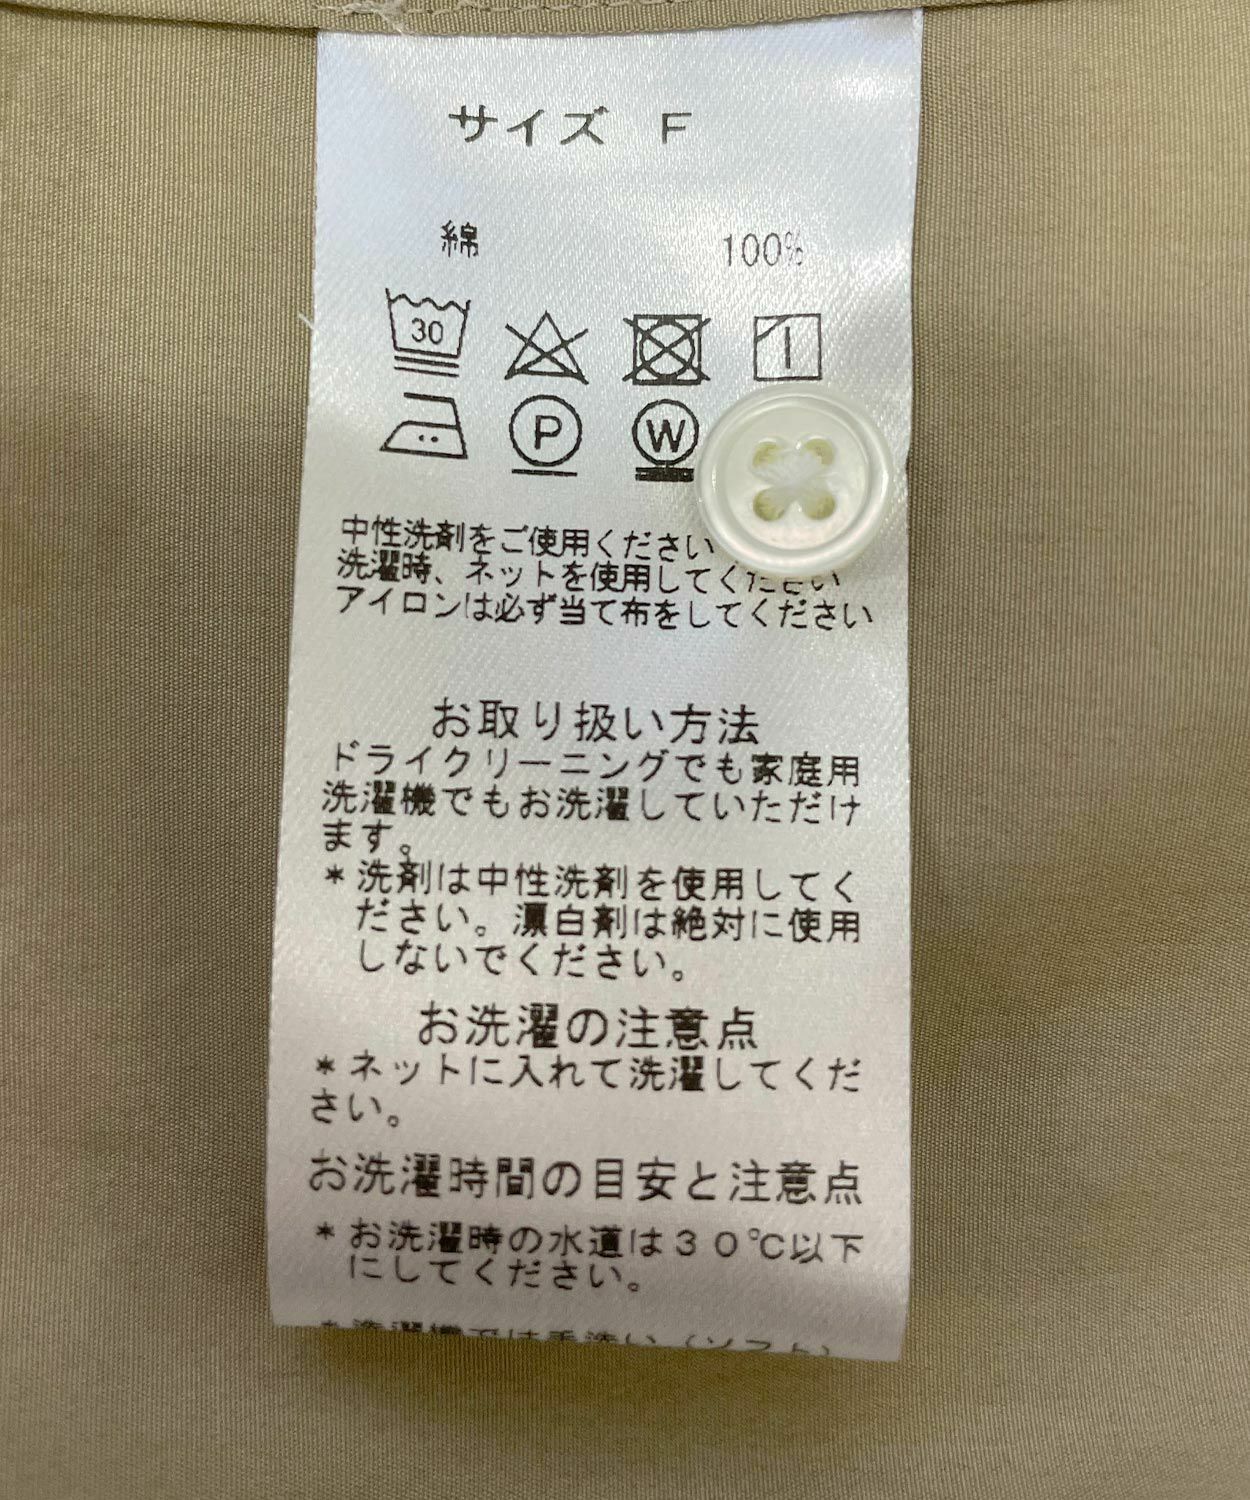 サイズ F
綿 100%
30
P W
中性洗剤をご使用ください
洗濯時、ネットを使用してください
アイロンは必ず当て布をしてください
お取り扱い方法
ドライクリーニングでも家庭用
洗濯機でもお洗濯していただけ
ます。
*洗剤は中性洗剤を使用してく
ださい。漂白剤は絶対に使用
しないでください。
お洗濯の注意点
*ネットに入れて洗濯してくだ
さい。
お洗濯時間の目安と注意点
*お洗濯時の水道は30℃以下
にしてください。